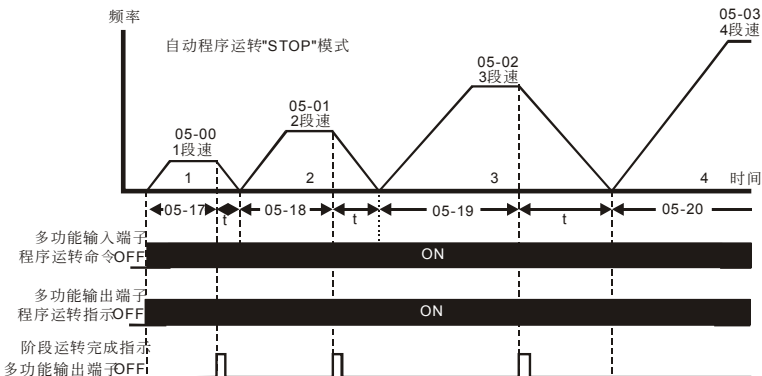 频率
自动程序运转"STOP"模式
05-03
4段速
05-02
3段速
05-01
2段速
05-00
1段速
1
2
3
4
时间
05-17
t
05-18
t
05-19
t
05-20
多功能输入端子
程序运转命令OFF
ON
多功能输出端子
程序运转指示OFF
ON
阶段运转完成指示
多功能输出端子OFF